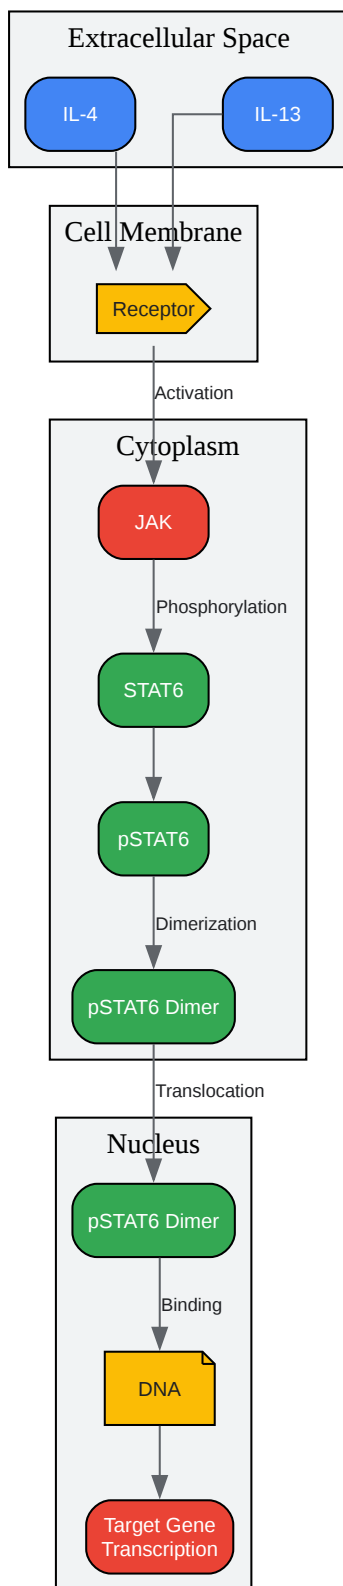 Extracellular Space
IL-4
IL-13
Cell Membrane
Receptor
Activation
Cytoplasm
JAK
Phosphorylation
STAT6
pSTAT6
Dimerization
pSTAT6 Dimer
Translocation
Nucleus
pSTAT6 Dimer
Binding
DNA
Target Gene
Transcription